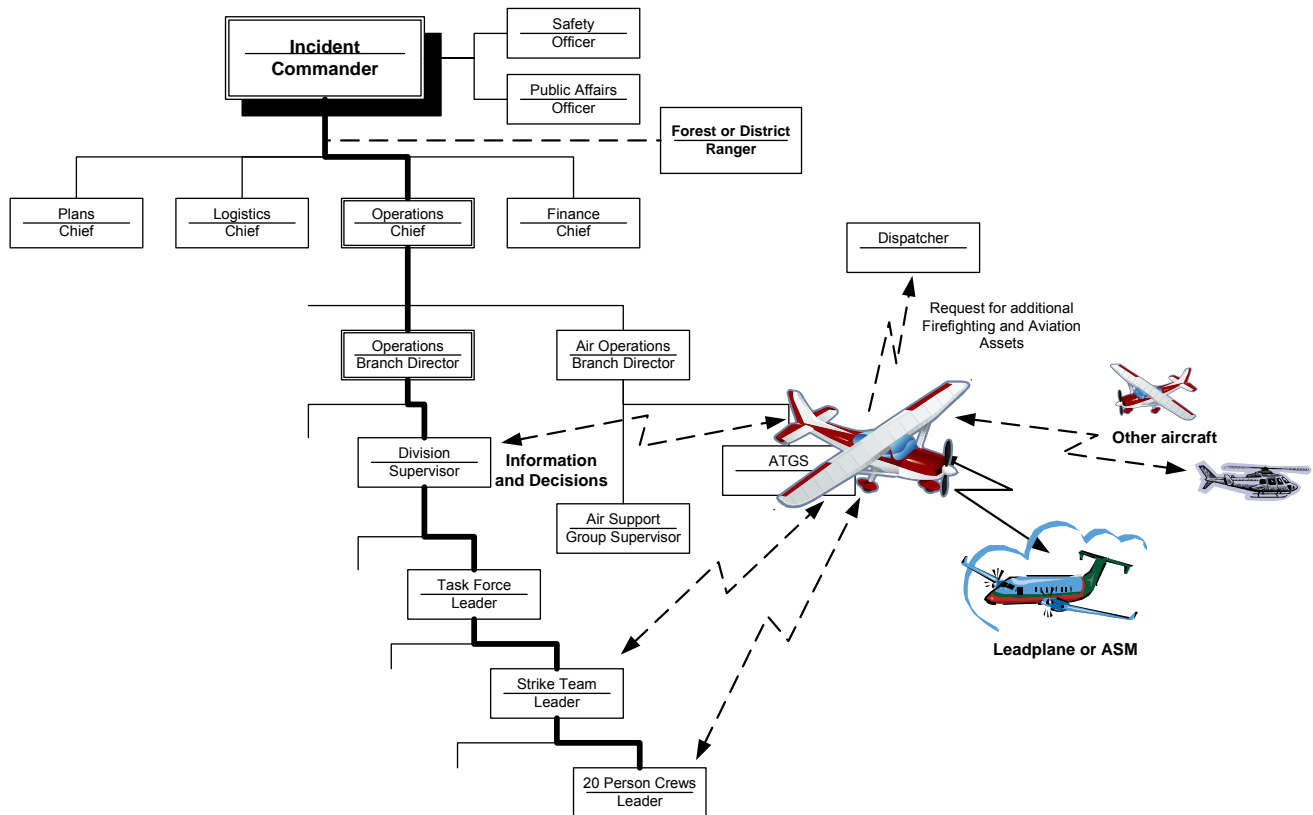 Incident
Commander
Safety
Officer
Public Affairs
Officer
Forest or District
Ranger
Plans
Chief
Logistics
Chief
Operations
Chief
Finance
Chief
Dispatcher
Request for additional
Firefighting and Aviation
Assets
Operations
Branch Director
Air Operations
Branch Director
Other aircraft
Division
Supervisor
Information
and Decisions
ATGS
Air Support
Group Supervisor
Task Force
Leader
Leadplane or ASM
Strike Team
Leader
20 Person Crews
Leader